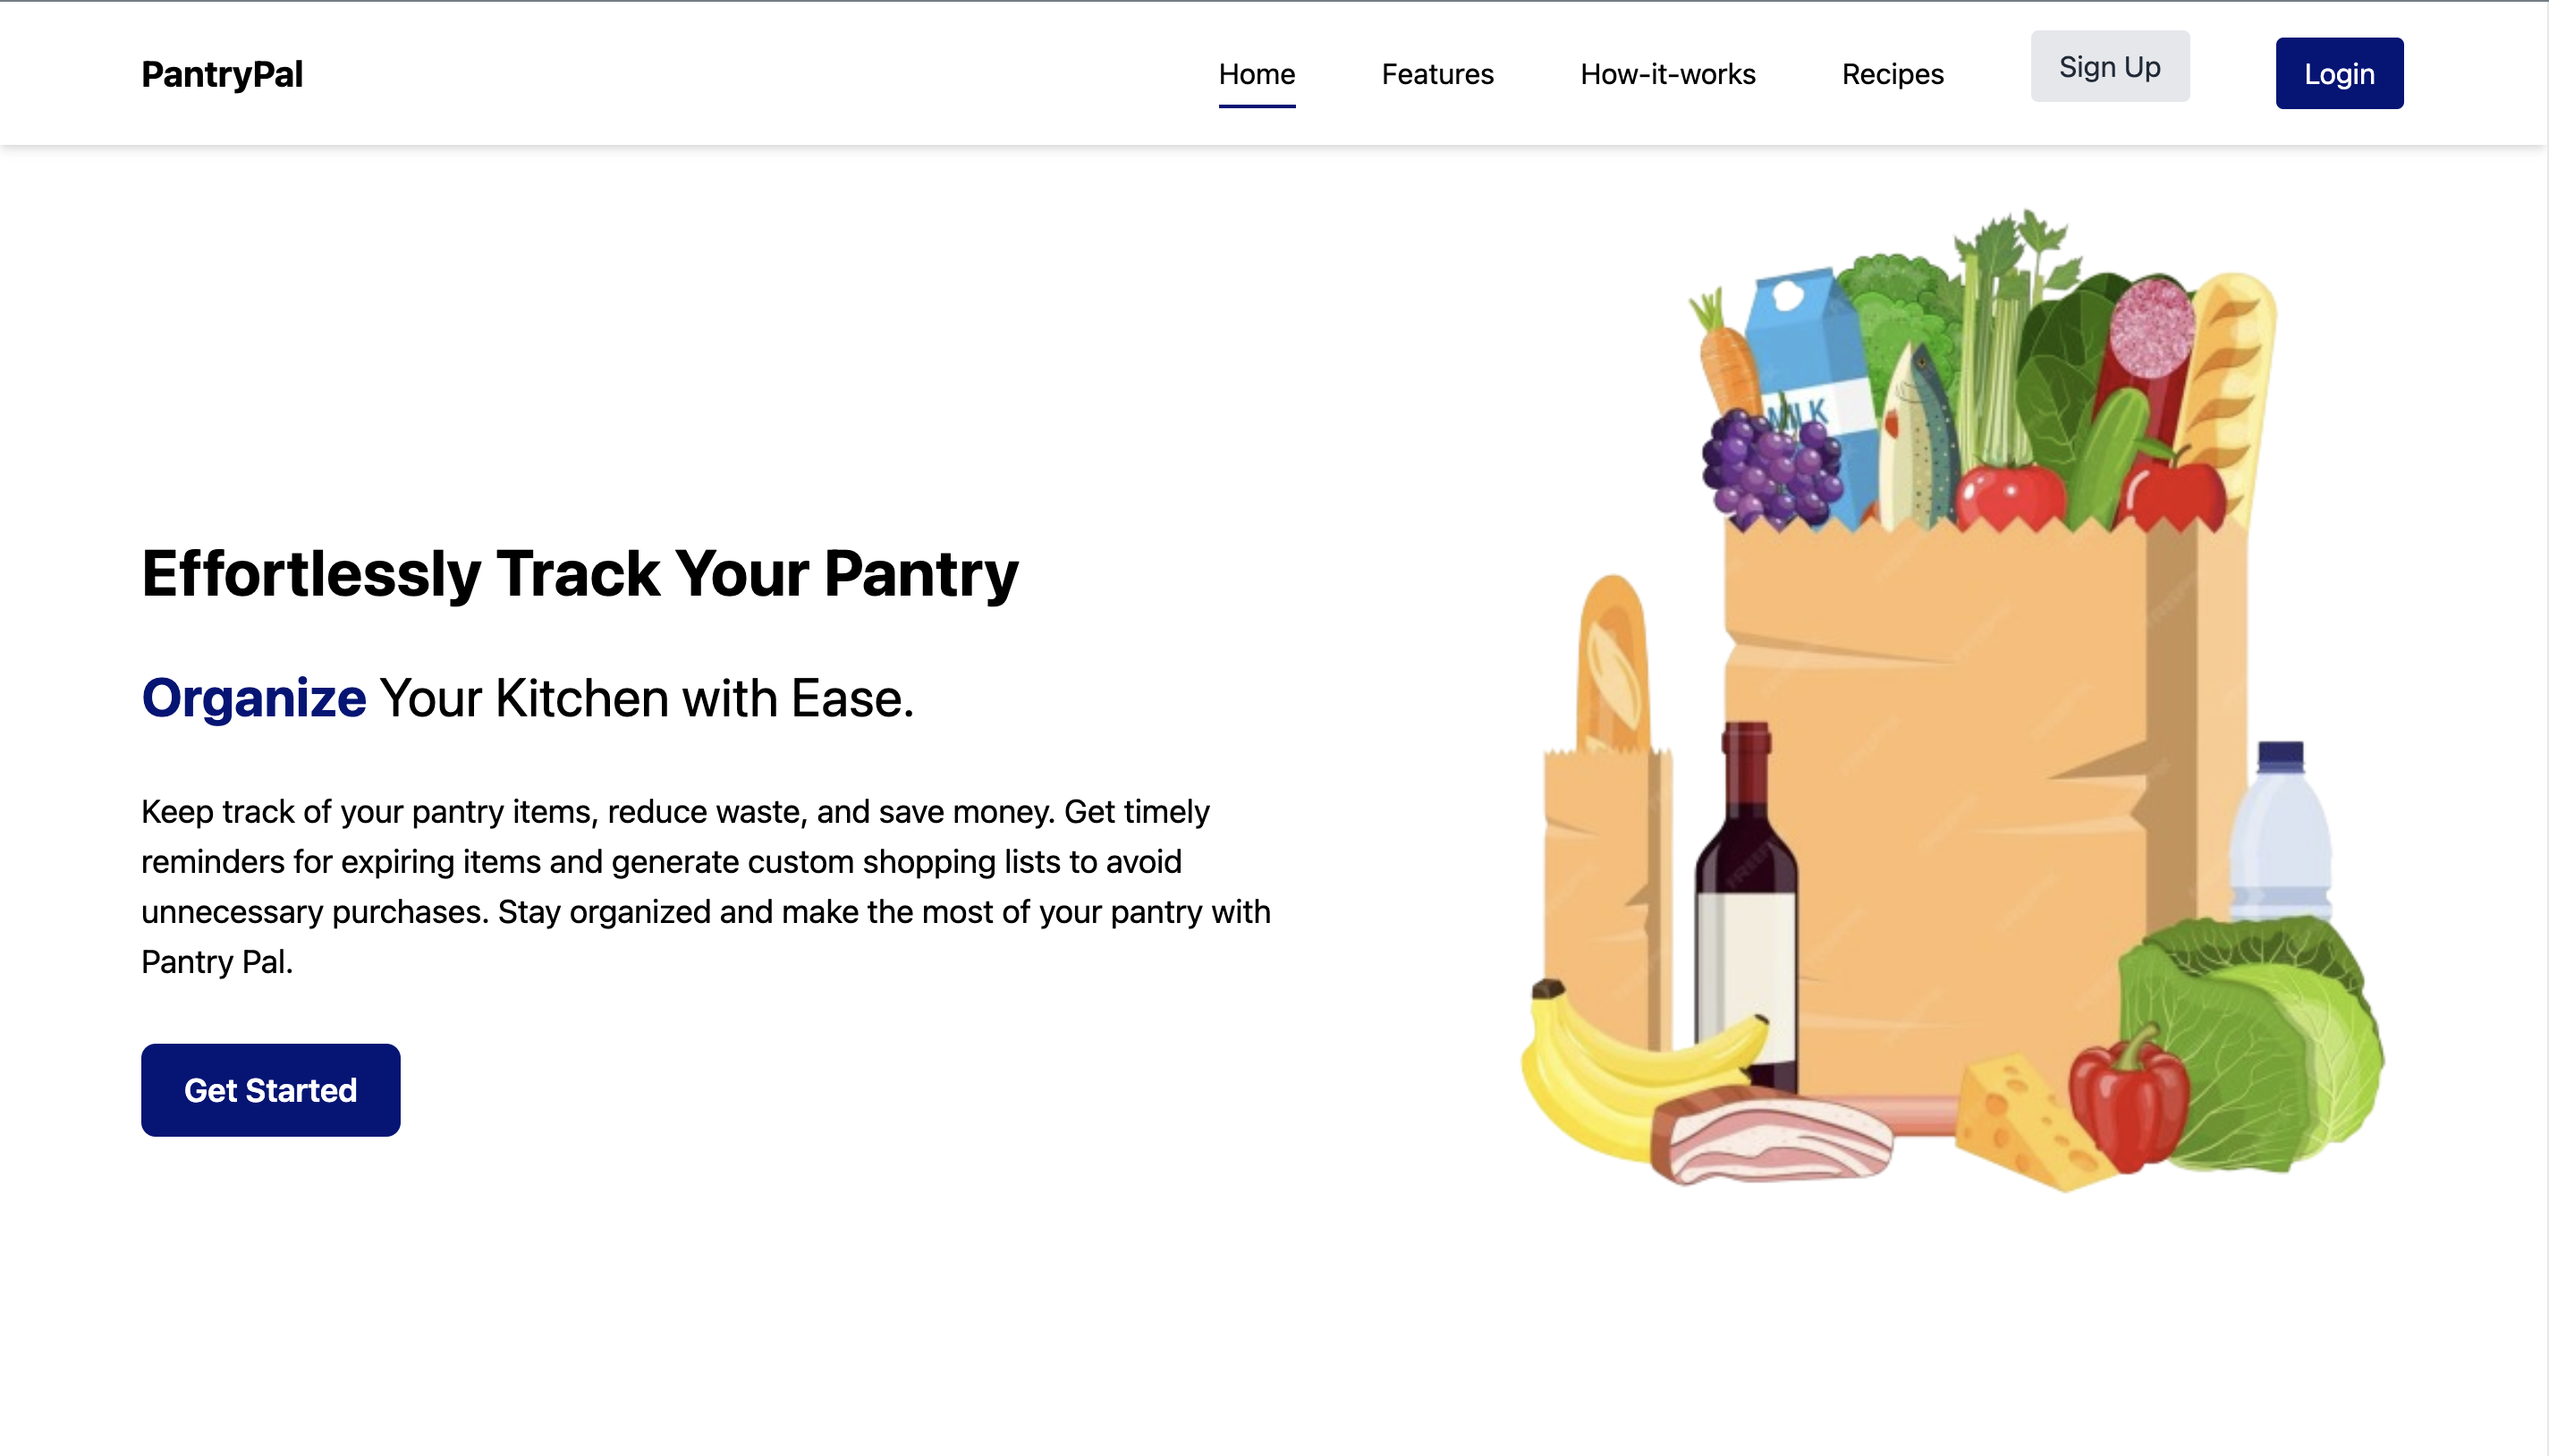 PantryPal
Home
Features
How-it-works
Recipes
Sign Up
Login
MILK
Effortlessly Track Your Pantry
Organize Your Kitchen with Ease.
Keep track of your pantry items, reduce waste, and save money. Get timely
reminders for expiring items and generate custom shopping lists to avoid
unnecessary purchases. Stay organized and make the most of your pantry with
Pantry Pal.
Get Started